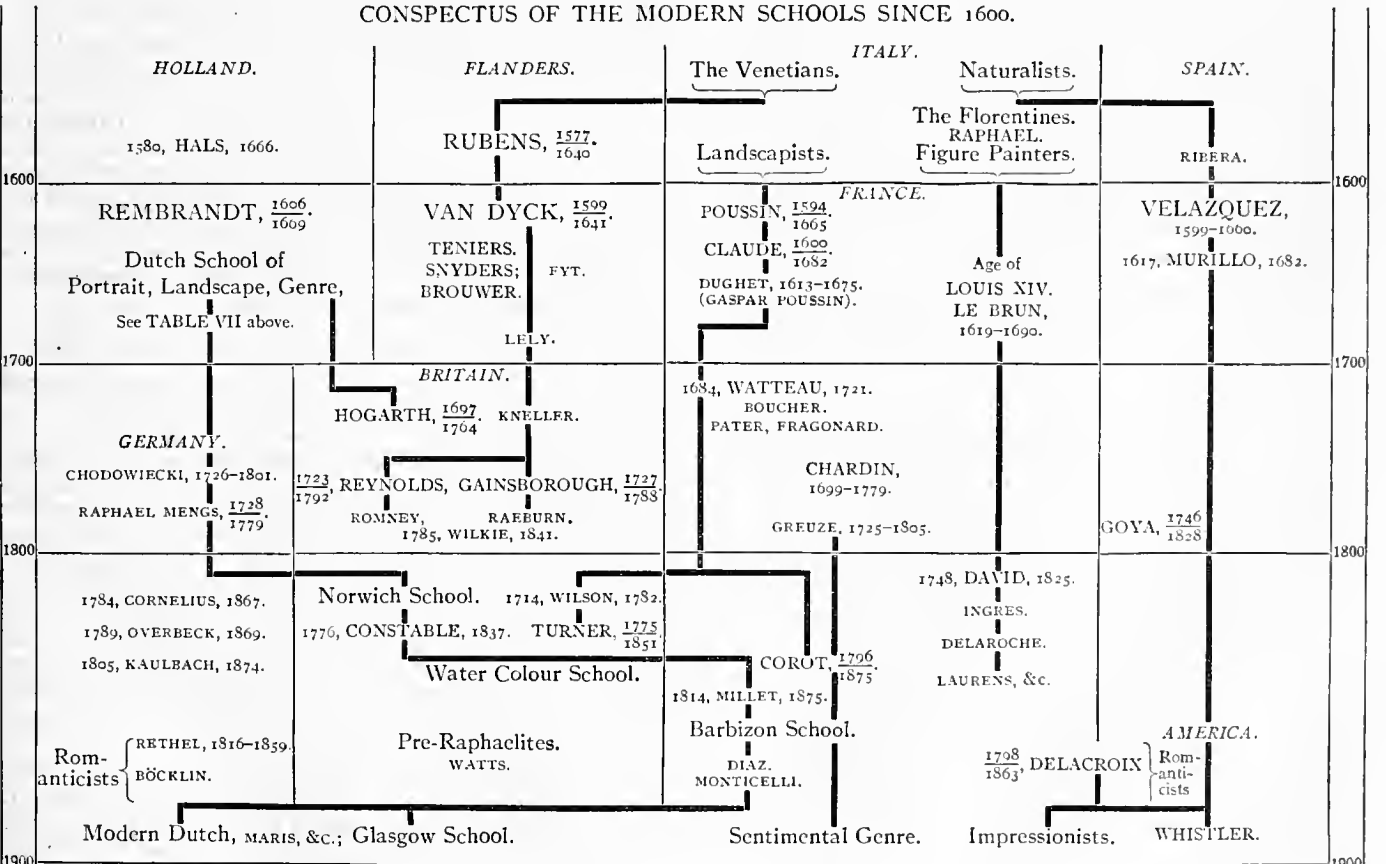 CONSPECTUS OF THE MODERN SCHOOLS SINCE 1600.
HOLLAND.
FLANDERS.
ITALY.
The Venetians.
Naturalists.
SPAIN.
1580, HALS, 1666.
RUBENS, 1577/1640.
Landscapists.
The Florentines.
RAPHAEL.
Figure Painters.
RIBERA.
1600
1600
REMBRANDT, 1606/1609.
VAN DYCK, 1599/1641.
FRANCE.
POUSSIN, 1594/1665
VELAZQUEZ,
1599-1660.
Dutch School of
Portrait, Landscape, Genre,
See TABLE VII above.
TENIERS.
SNYDERS;
BROUWER.
FYT.
LELY.
CLAUDE, 1600/1682
DUGHET, 1613-1675.
(GASPAR POUSSIN).
Age of
LOUIS XIV.
LE BRUN,
1619-1690.
1617, MURILLO, 1682.
1700
1700
BRITAIN.
HOGARTH, 1697/1764.
KNELLER.
1684, WATTEAU, 1721.
BOUCHER.
PATER, FRAGONARD.
GERMANY.
CHODOWIECKI, 1726-1801.
RAPHAEL MENGS, 1728/1779.
1723/1792, REYNOLDS,
GAINSBOROUGH, 1727/1788.
ROMNEY,
RAEBURN.
1785, WILKIE, 1841.
CHARDIN,
1699-1779.
GREUZE, 1725-1805.
GOYA, 1746/1828
1800
1800
1784, CORNELIUS, 1867.
1789, OVERBECK, 1869.
1805, KAULBACH, 1874.
Norwich School.
1714, WILSON, 1782.
1776, CONSTABLE, 1837.
TURNER, 1775/1851.
Water Colour School.
1748, DAVID, 1825.
INGRES.
DELAROCHE.
LAURENS, &c.
COROT, 1796/1875.
1814, MILLET, 1875.
Barbizon School.
DIAZ.
MONTICELLI.
Rom-
anticists
RETHEL, 1816-1859.
BÖCKLIN.
Pre-Raphaelites.
WATTS.
AMERICA.
1798/1863, DELACROIX
Rom-
anti-
cists
Modern Dutch, MARIS, &c.; Glasgow School.
Sentimental Genre.
Impressionists.
WHISTLER.
1900
1900